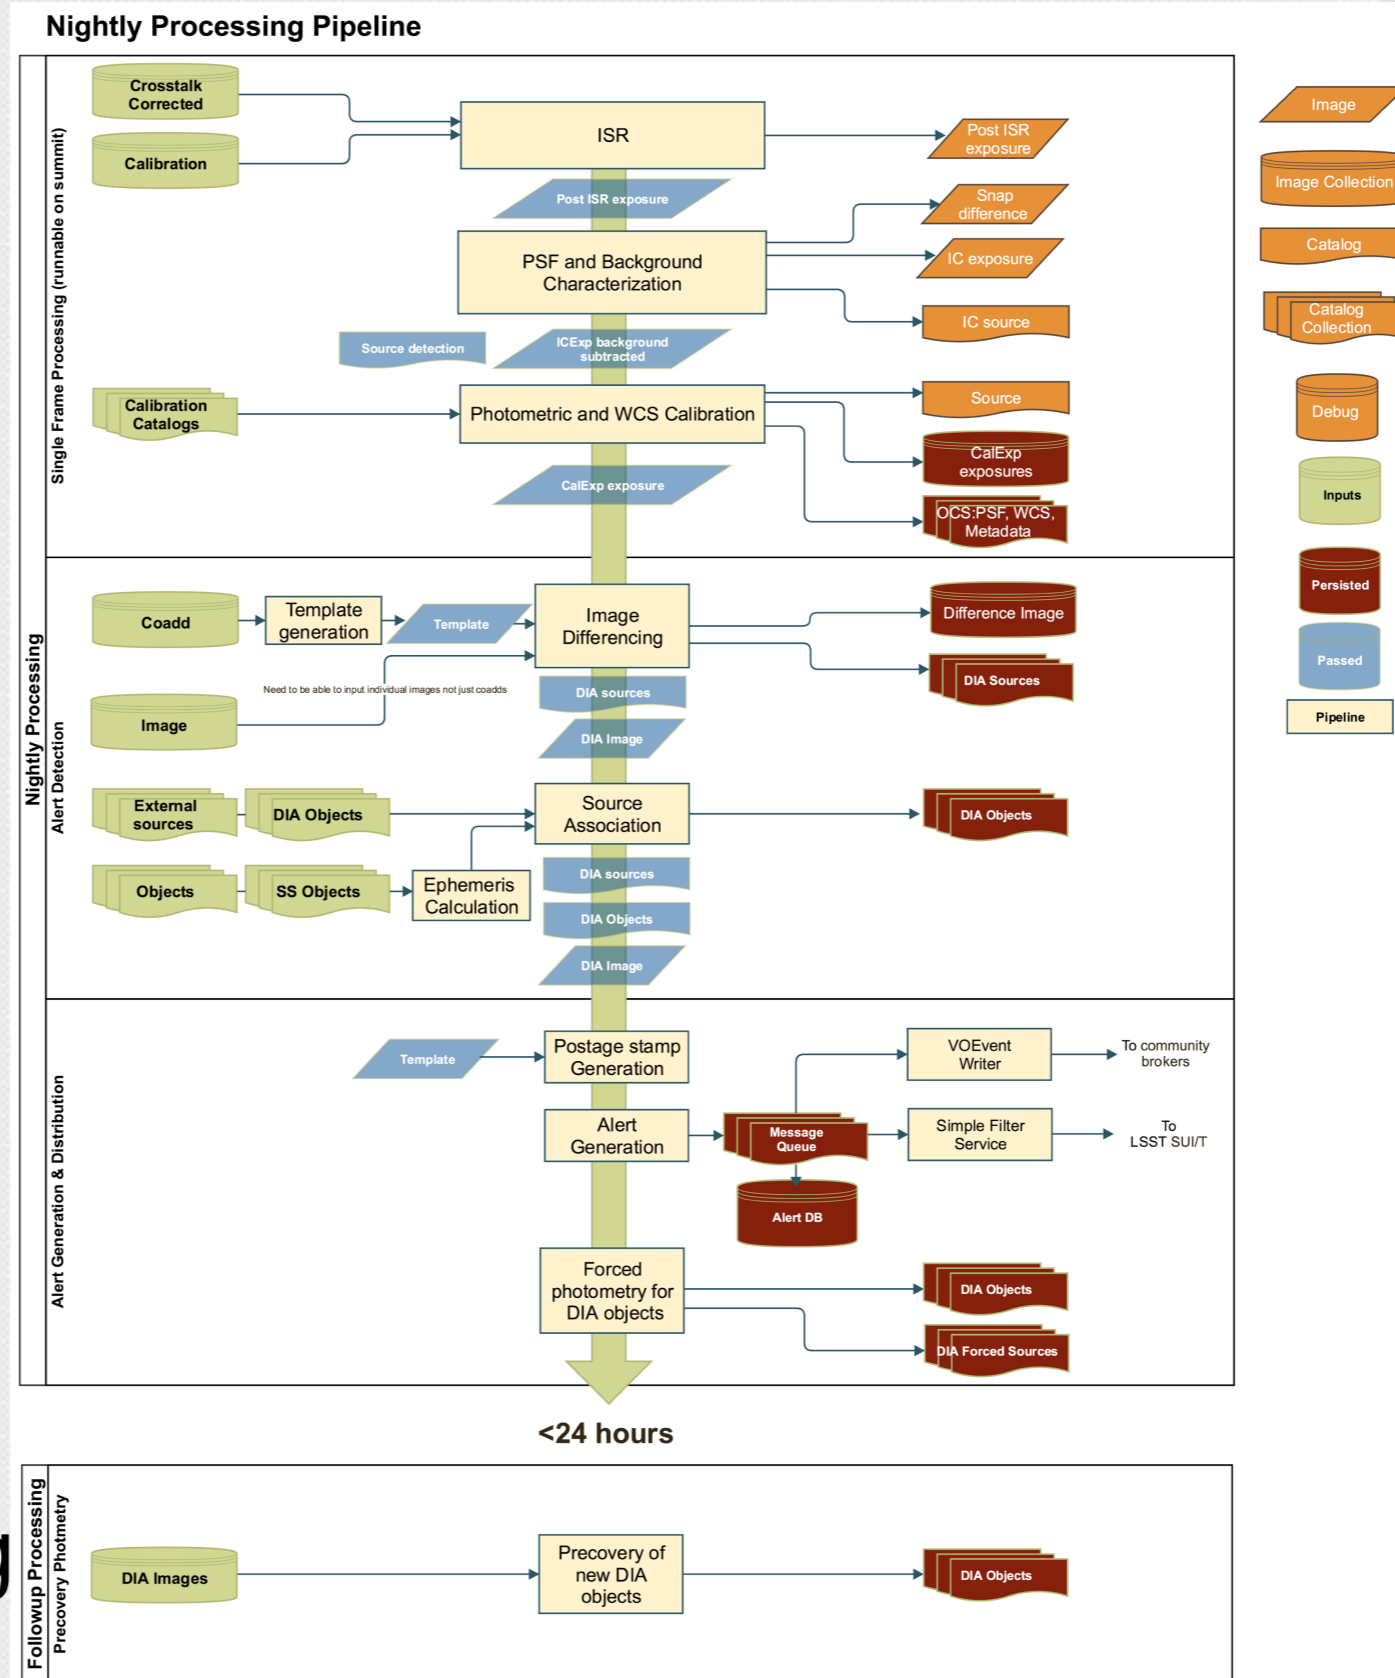 Nightly Processing Pipeline
Nightly Processing
Single Frame Processing (runnable on summit)
Crosstalk
Corrected
Calibration
ISR
Post ISR
exposure
Post ISR exposure
PSF and Background
Characterization
Snap
difference
IC exposure
IC source
Source detection
ICExp background
subtracted
Calibration
Catalogs
Photometric and WCS Calibration
Source
CalExp
exposures
OCS:PSF, WCS,
Metadata
CalExp exposure
Alert Detection
Coadd
Template
generation
Template
Image
Differencing
Difference Image
DIA Sources
Need to be able to input individual images not just coadds
Image
DIA sources
DIA Image
External
sources
DIA Objects
Source
Association
DIA Objects
Objects
SS Objects
Ephemeris
Calculation
DIA sources
DIA Objects
DIA Image
Alert Generation & Distribution
Template
Postage stamp
Generation
VOEvent
Writer
To community
brokers
Alert
Generation
Message
Queue
Simple Filter
Service
To
LSST SUI/T
Alert DB
Forced
photometry for
DIA objects
DIA Objects
DIA Forced Sources
<24 hours
Followup Processing
Precovery Photmetry
DIA Images
Precovery of
new DIA
objects
DIA Objects
Image
Image Collection
Catalog
Catalog
Collection
Debug
Inputs
Persisted
Passed
Pipeline
g